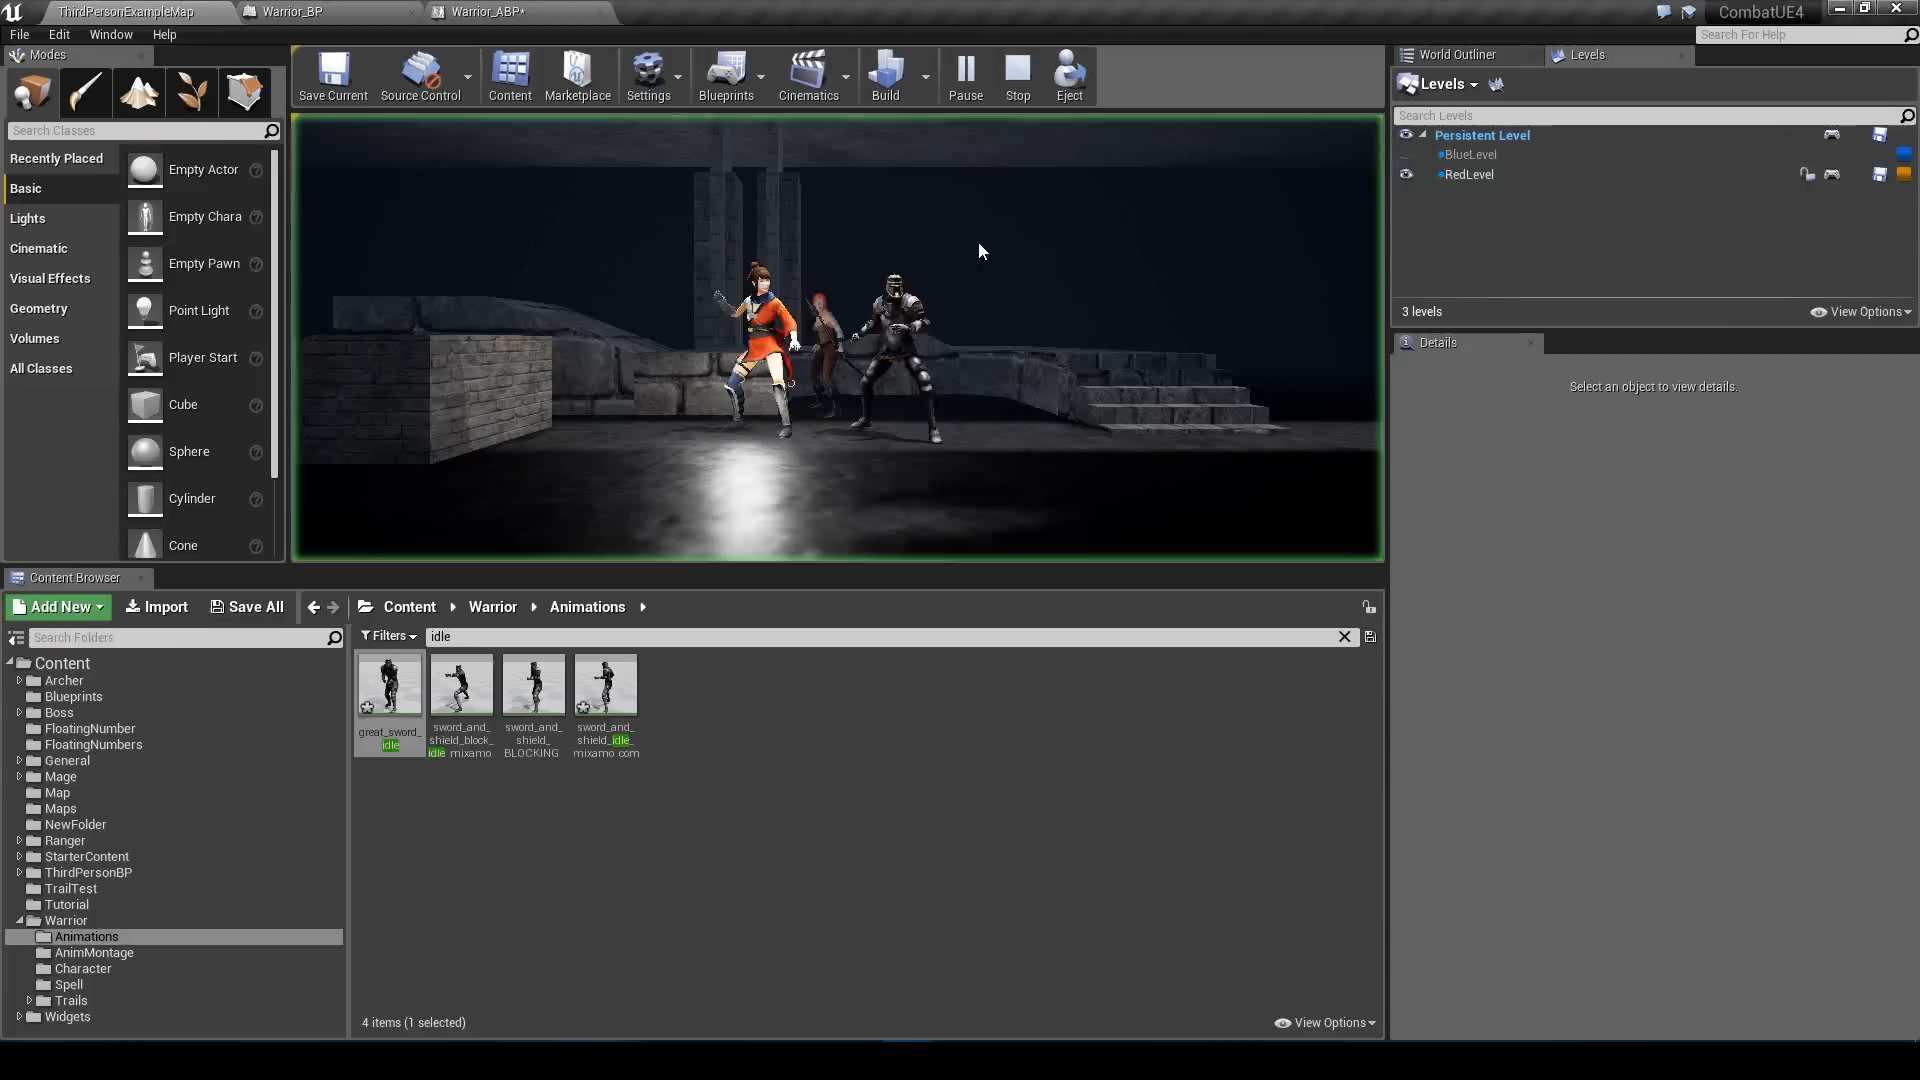 ThirdPersonExampleMap
Warrior_BP
Warrior_ABP*
CombatUE4
File
Edit
Window
Help
Search For Help
Modes
Save Current
Source Control
Content
Marketplace
Settings
Blueprints
Cinematics
Build
Pause
Stop
Eject
World Outliner
Levels
Levels
Search Levels
Persistent Level
BlueLevel
RedLevel
3 levels
View Options
Details
Select an object to view details.
Search Classes
Recently Placed
Basic
Lights
Cinematic
Visual Effects
Geometry
Volumes
All Classes
Empty Actor
Empty Chara
Empty Pawn
Point Light
Player Start
Cube
Sphere
Cylinder
Cone
Content Browser
Add New
Import
Save All
Content
Warrior
Animations
Search Folders
Filters
idle
Content
Archer
Blueprints
Boss
FloatingNumber
FloatingNumbers
General
Mage
Map
Maps
NewFolder
Ranger
StarterContent
ThirdPersonBP
TrailTest
Tutorial
Warrior
Animations
AnimMontage
Character
Spell
Trails
Widgets
great_sword_
idle
sword_and_
shield_block_
idle_mixamo
sword_and_
shield_
BLOCKING
sword_and_
shield_idle_
mixamo_com
4 items (1 selected)
View Options